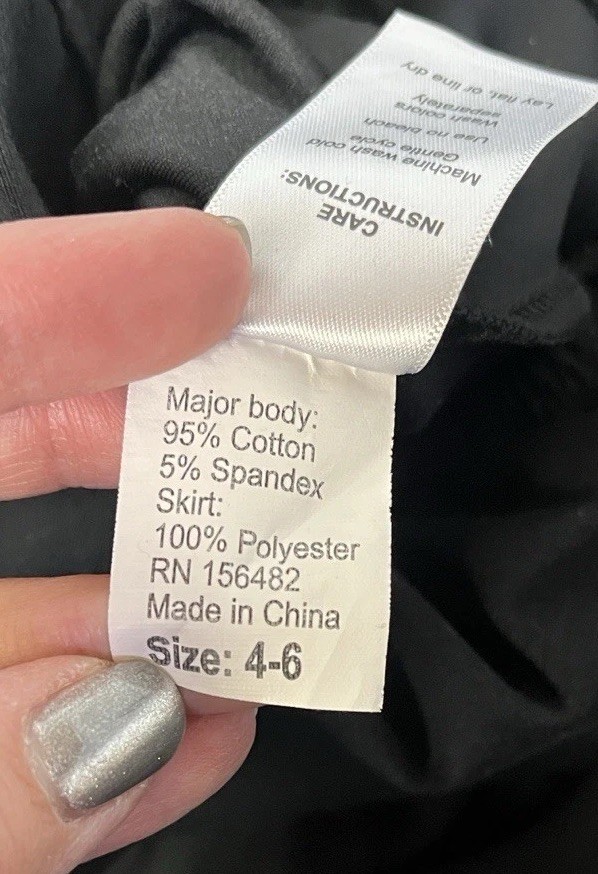 CARE
INSTRUCTIONS:
Machine wash cold
Gentle cycle
Use no bleach
Wash colors
separately
Lay flat, or line dry
Major body:
95% Cotton
5% Spandex
Skirt:
100% Polyester
RN 156482
Made in China
Size: 4-6